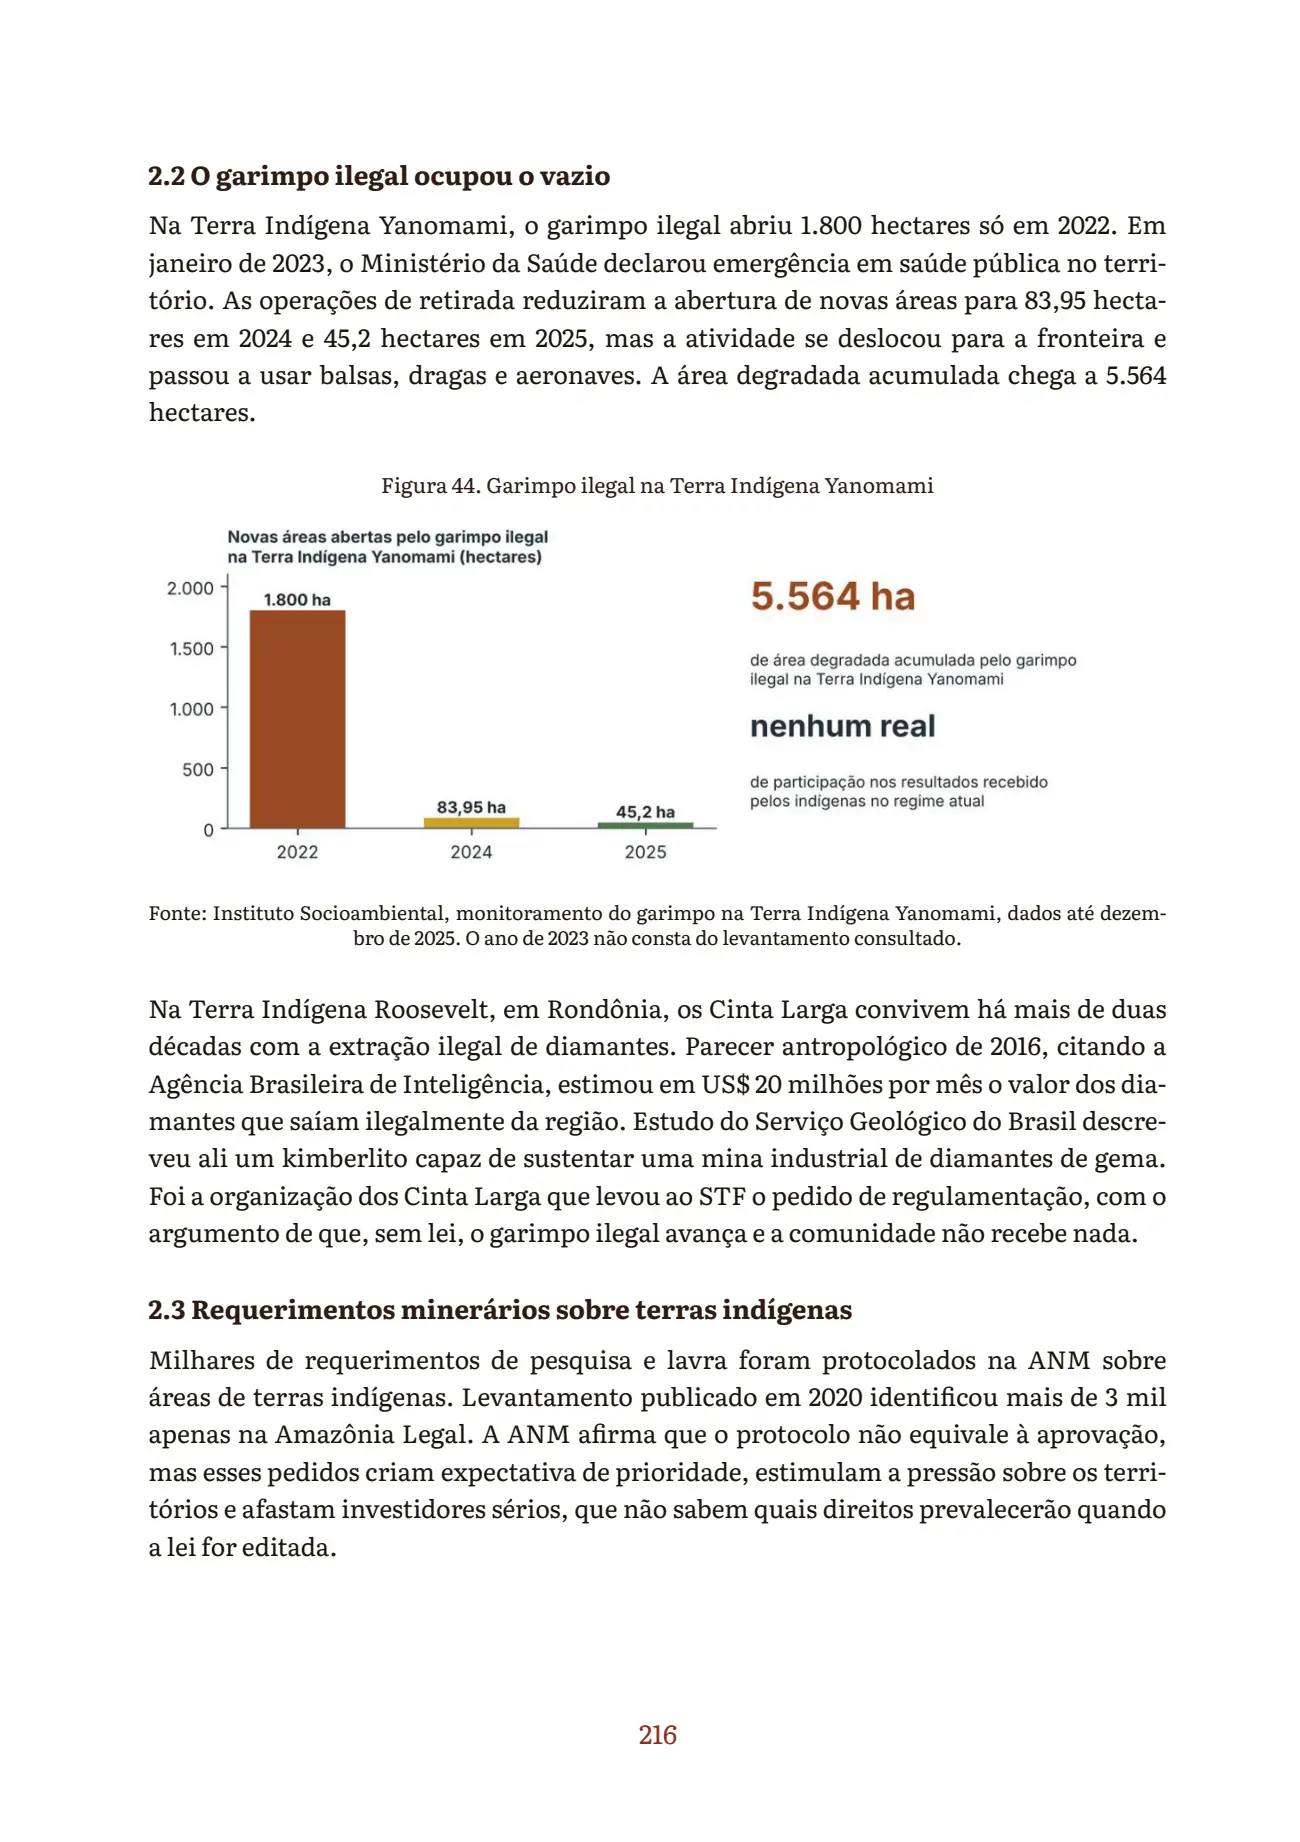 2.2 O garimpo ilegal ocupou o vazio
Na Terra Indígena Yanomami, o garimpo ilegal abriu 1.800 hectares só em 2022. Em
janeiro de 2023, o Ministério da Saúde declarou emergência em saúde pública no terri-
tório. As operações de retirada reduziram a abertura de novas áreas para 83,95 hecta-
res em 2024 e 45,2 hectares em 2025, mas a atividade se deslocou para a fronteira e
passou a usar balsas, dragas e aeronaves. A área degradada acumulada chega a 5.564
hectares.
Figura 44. Garimpo ilegal na Terra Indígena Yanomami
Novas áreas abertas pelo garimpo ilegal
na Terra Indígena Yanomami (hectares)
2.000
1.500
1.000
500
0
1.800 ha
83,95 ha
45,2 ha
2022
2024
2025
5.564 ha
de área degradada acumulada pelo garimpo
ilegal na Terra Indígena Yanomami
nenhum real
de participação nos resultados recebido
pelos indígenas no regime atual
Fonte: Instituto Socioambiental, monitoramento do garimpo na Terra Indígena Yanomami, dados até dezem-
bro de 2025. O ano de 2023 não consta do levantamento consultado.
Na Terra Indígena Roosevelt, em Rondônia, os Cinta Larga convivem há mais de duas
décadas com a extração ilegal de diamantes. Parecer antropológico de 2016, citando a
Agência Brasileira de Inteligência, estimou em US$ 20 milhões por mês o valor dos dia-
mantes que saíam ilegalmente da região. Estudo do Serviço Geológico do Brasil descre-
veu ali um kimberlito capaz de sustentar uma mina industrial de diamantes de gema.
Foi a organização dos Cinta Larga que levou ao STF o pedido de regulamentação, com o
argumento de que, sem lei, o garimpo ilegal avança e a comunidade não recebe nada.
2.3 Requerimentos minerários sobre terras indígenas
Milhares de requerimentos de pesquisa e lavra foram protocolados na ANM sobre
áreas de terras indígenas. Levantamento publicado em 2020 identificou mais de 3 mil
apenas na Amazônia Legal. A ANM afirma que o protocolo não equivale à aprovação,
mas esses pedidos criam expectativa de prioridade, estimulam a pressão sobre os terri-
tórios e afastam investidores sérios, que não sabem quais direitos prevalecerão quando
a lei for editada.
216